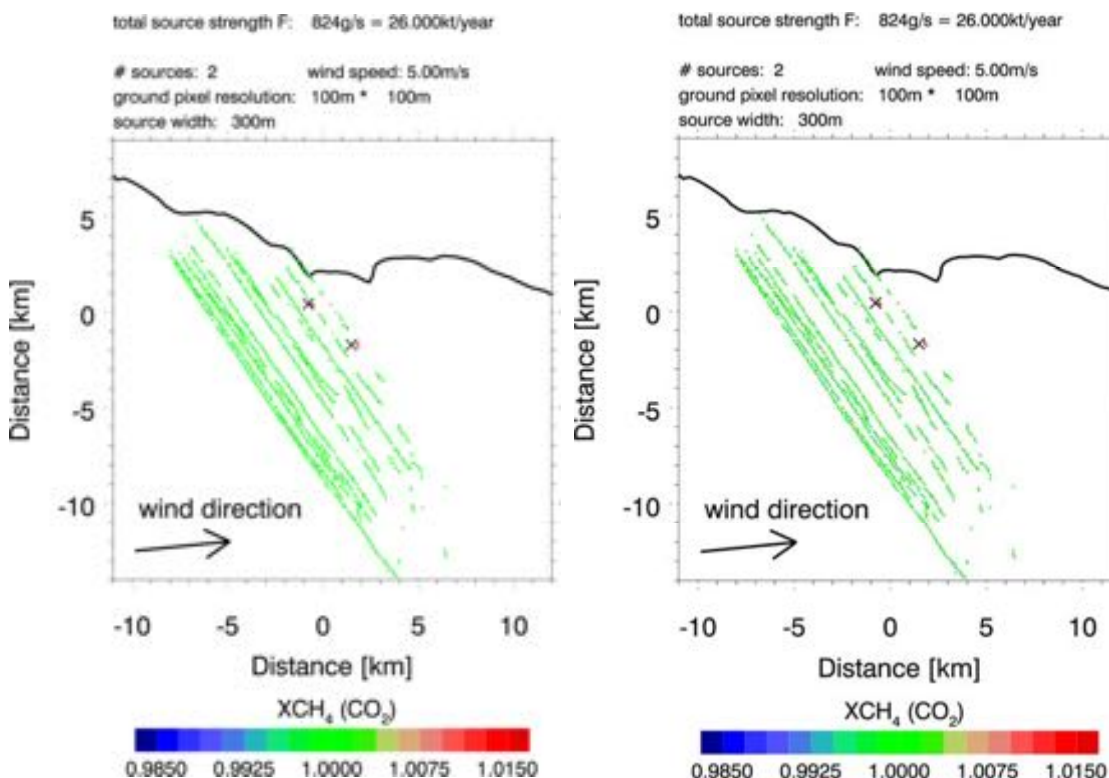 total source strength F: 824g/s = 26.000kt/year
# sources: 2 wind speed: 5.00m/s
ground pixel resolution: 100m * 100m
source width: 300m
5
0
-5
-10
Distance [km]
wind direction
-10 -5 0 5 10
Distance [km]
XCH₄ (CO₂)
0.9850 0.9925 1.0000 1.0075 1.0150
total source strength F: 824g/s = 26.000kt/year
# sources: 2 wind speed: 5.00m/s
ground pixel resolution: 100m * 100m
source width: 300m
5
0
-5
-10
Distance [km]
wind direction
-10 -5 0 5 10
Distance [km]
XCH₄ (CO₂)
0.9850 0.9925 1.0000 1.0075 1.0150